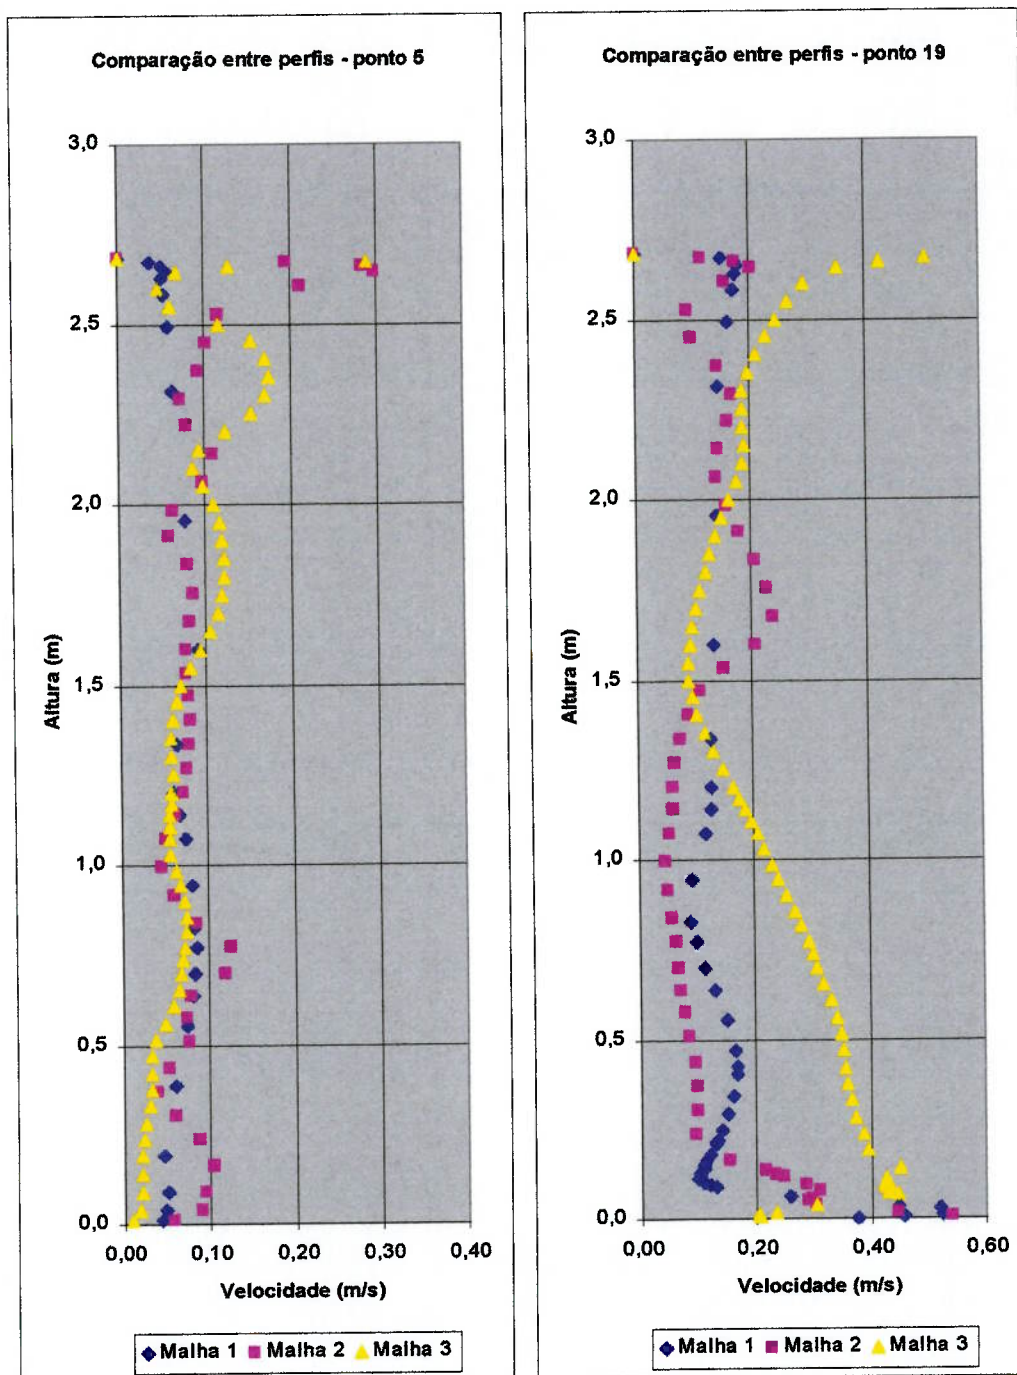 Comparação entre perfis - ponto 5
3,0
2,5
2,0
1,5
1,0
0,5
0,0
Altura (m)
0,00 0,10 0,20 0,30 0,40
Velocidade (m/s)
Malha 1 Malha 2 Malha 3
Comparação entre perfis - ponto 19
3,0
2,5
2,0
1,5
1,0
0,5
0,0
Altura (m)
0,00 0,20 0,40 0,60
Velocidade (m/s)
Malha 1 Malha 2 Malha 3